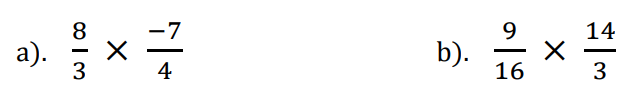 a). 8/3 × -7/4 b). 9/16 × 14/3